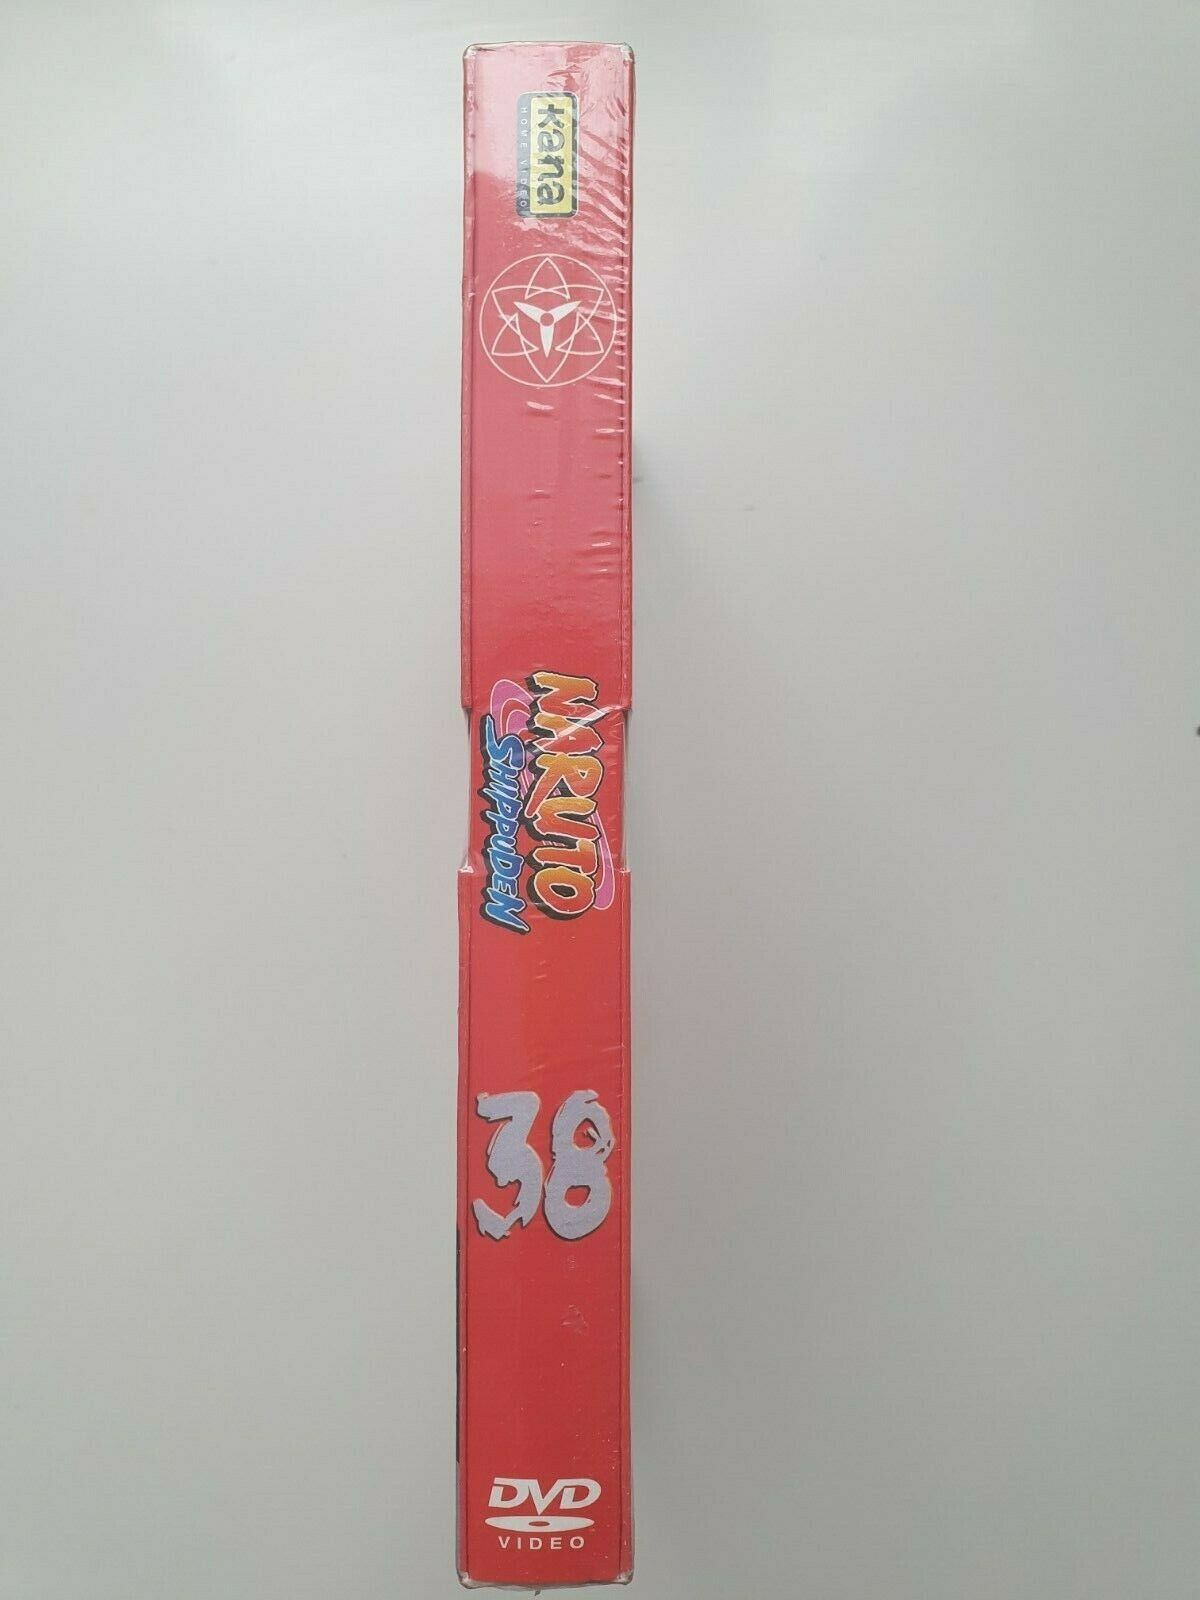 kana
HOME VIDEO
NARUTO
SHIPPUDEN
38
DVD
VIDEO